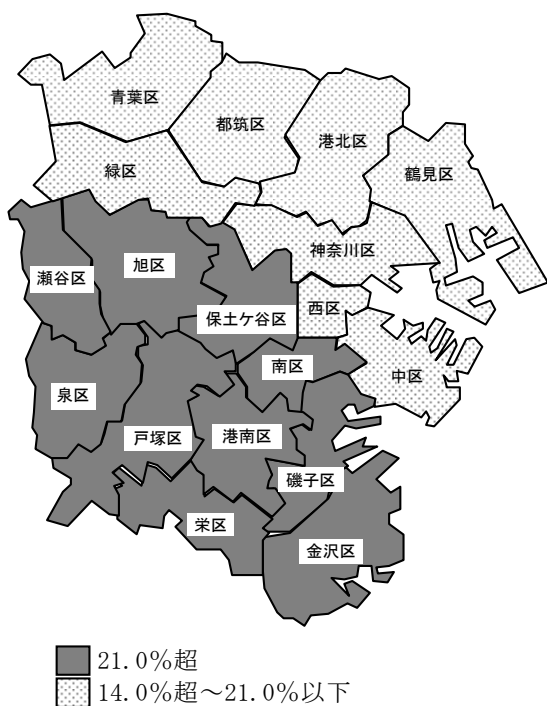 青葉区
都筑区
港北区
鶴見区
緑区
神奈川区
旭区
瀬谷区
西区
保土ケ谷区
南区
中区
泉区
戸塚区
港南区
磯子区
栄区
金沢区
21.0%超
14.0%超~21.0%以下